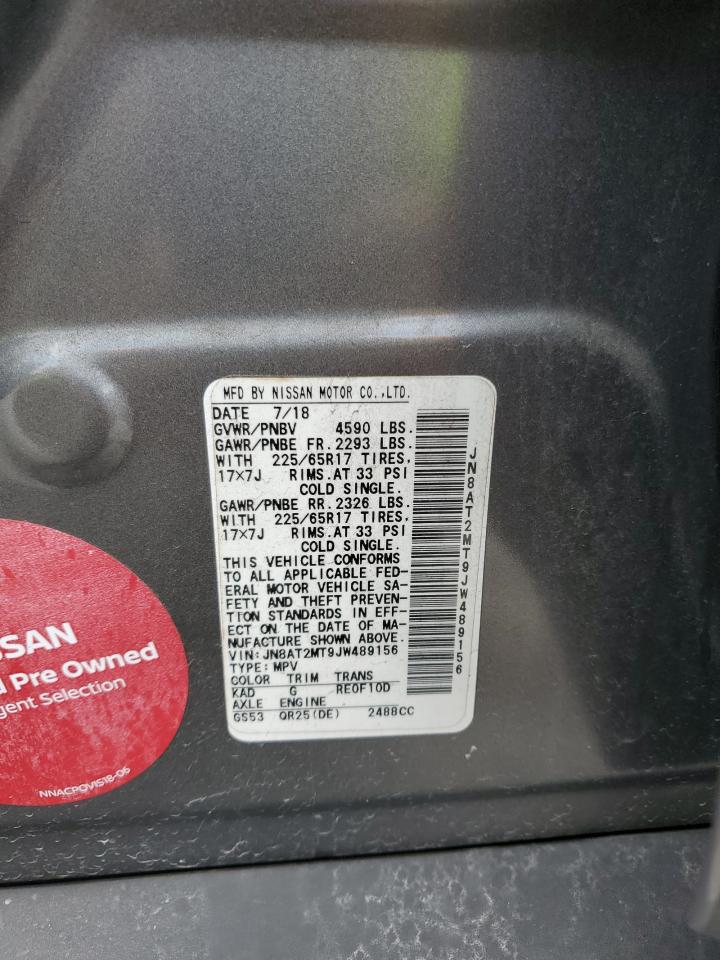 MFD BY NISSAN MOTOR CO.,LTD.
DATE 7/18
GVWR/PNBV 4590 LBS.
GAWR/PNBE FR. 2293 LBS.
WITH 225/65R17 TIRES,
17×7J RIMS.AT 33 PSI
COLD SINGLE.
GAWR/PNBE RR. 2326 LBS.
WITH 225/65R17 TIRES,
17×7J RIMS.AT 33 PSI
COLD SINGLE.
THIS VEHICLE CONFORMS
TO ALL APPLICABLE FED-
ERAL MOTOR VEHICLE SA-
FETY AND THEFT PREVEN-
TION STANDARDS IN EFF-
ECT ON THE DATE OF MA-
NUFACTURE SHOWN ABOVE.
VIN:JN8AT2MT9JW489156
TYPE:MPV
COLOR TRIM TRANS
KAD G RE0F10D
AXLE ENGINE
GS53 QR25(DE) 2488CC
JN8AT2MT9JW489156
SSAN
d Pre Owned
gent Selection
NNACPOVIS18-06